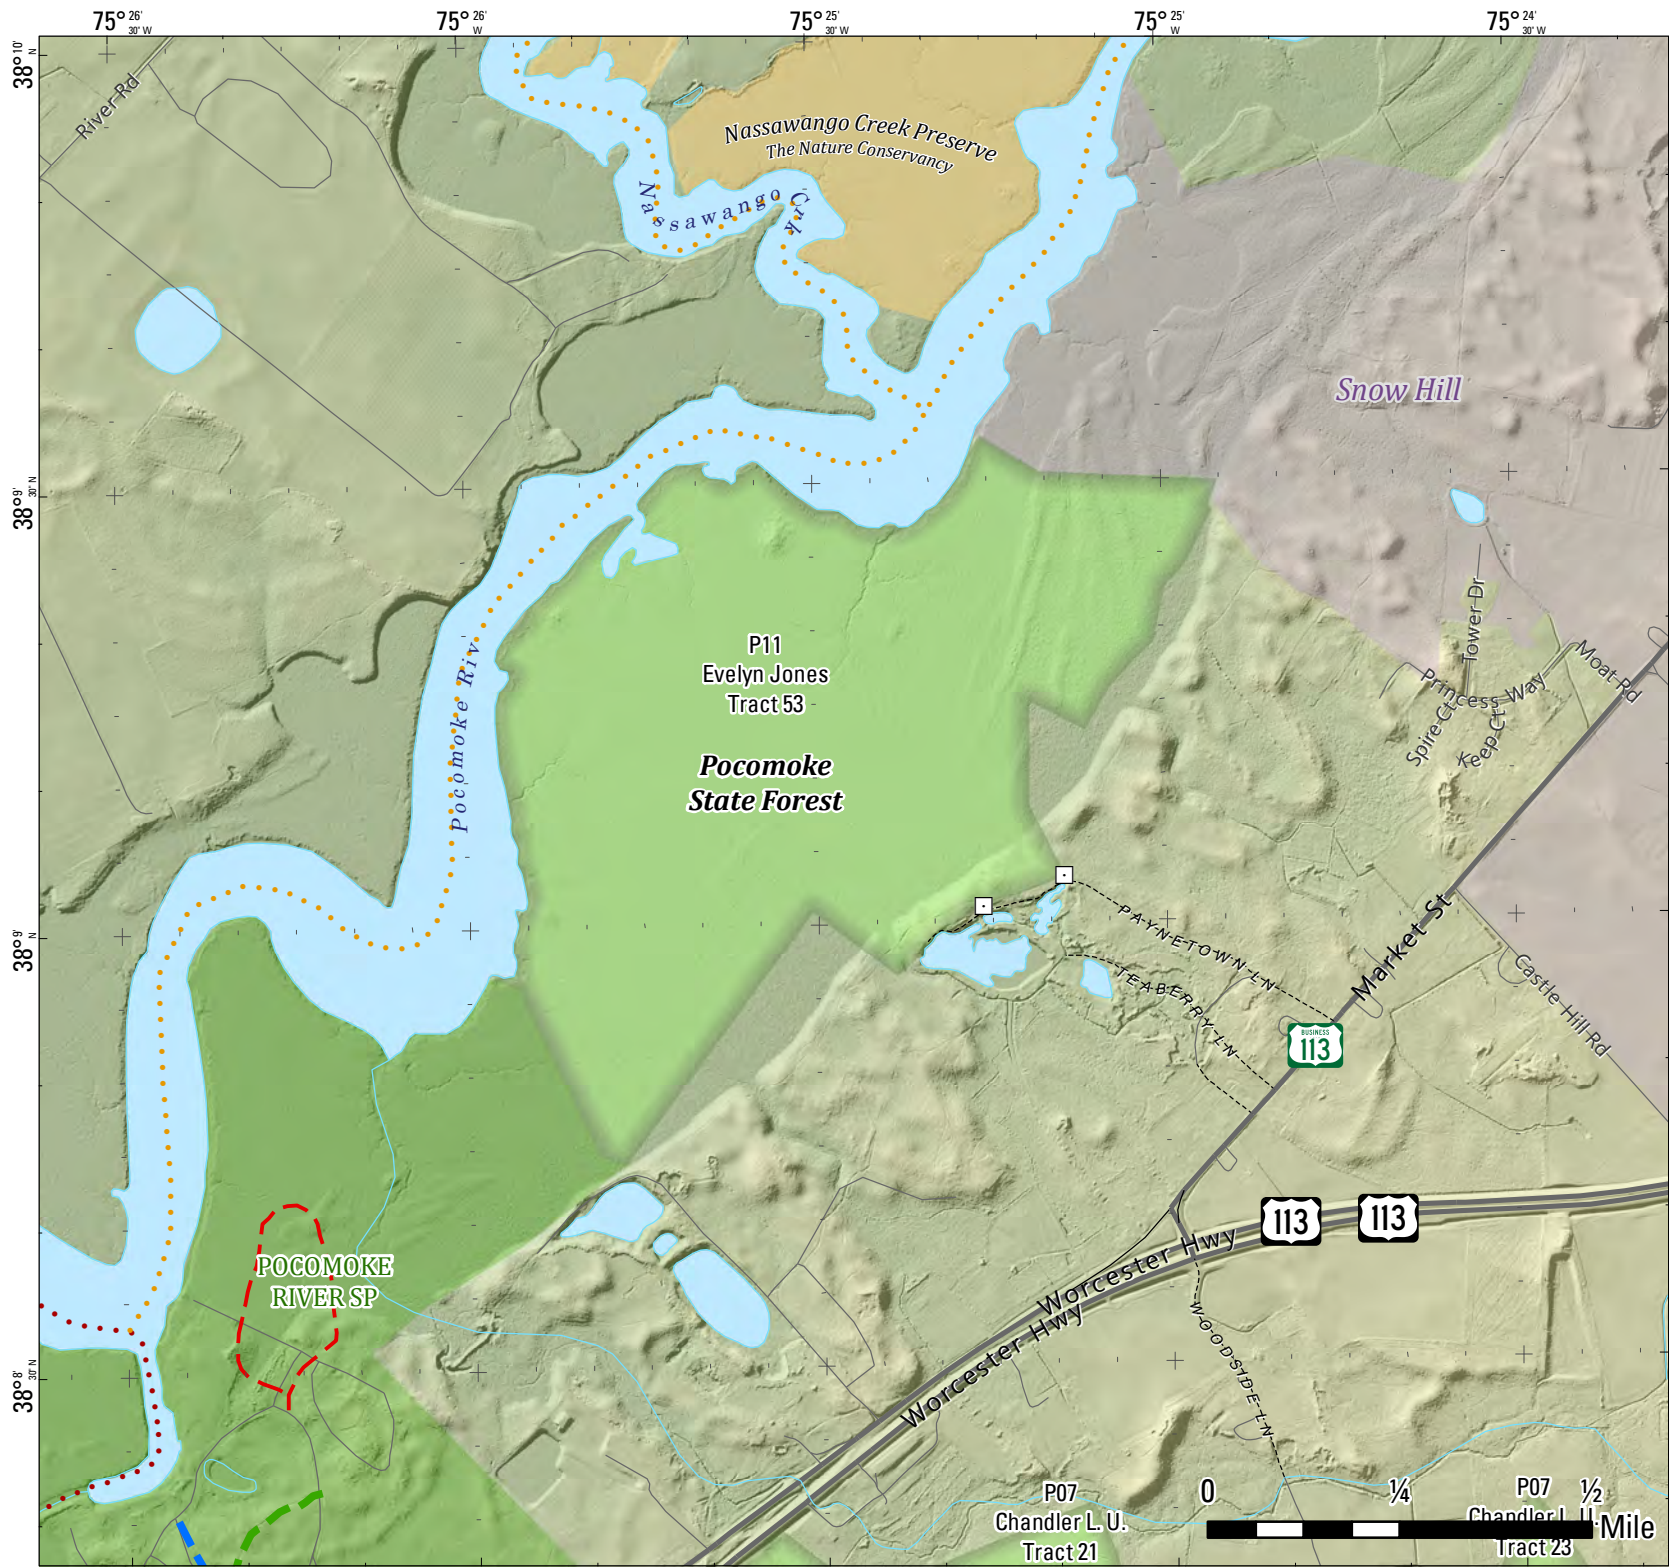 75° 26' 30" W
75° 26' W
75° 25' 30" W
75° 25' W
75° 24' 30" W
38° 10' N
38° 9' 30" N
38° 9' N
38° 8' 30" N
River Rd
Nassawango Creek Preserve
The Nature Conservancy
Nassawango Crk
Snow Hill
Pocomoke Riv
P11
Evelyn Jones
Tract 53
Pocomoke
State Forest
Tower Dr
Moat Rd
Princess Way
Spire Ct
Keep Ct
PAYNETOWN LN
TEABERRY LN
Market St
Castle Hill Rd
BUSINESS
113
113
113
Worcester Hwy
Worcester Hwy
WOODSIDE LN
POCOMOKE
RIVER SP
P07
Chandler L. U.
Tract 21
P07
Chandler L. U.
Tract 23
0 ¼ ½
Mile